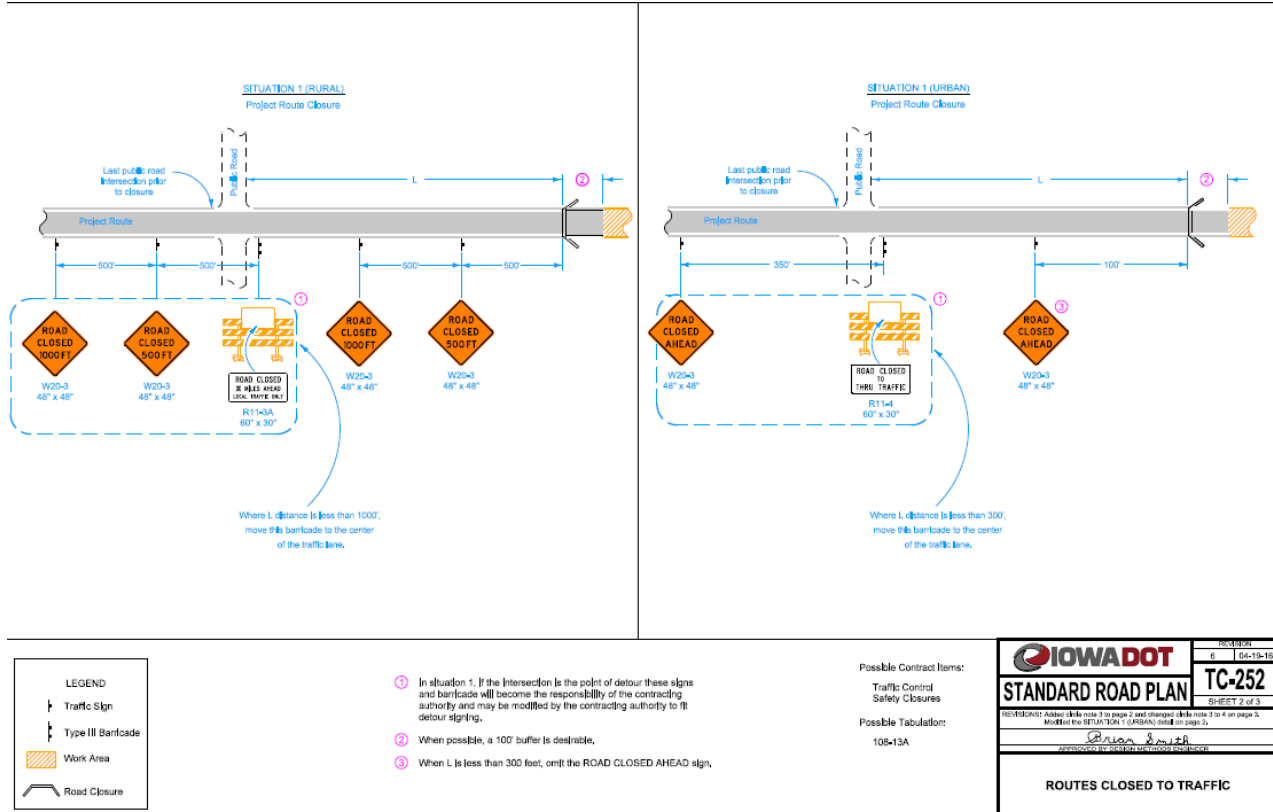 SITUATION 1 (RURAL)
Project Route Closure
Last public road
intersection prior
to closure
Public Road
L
2
Project Route
500'
500'
500'
500'
1
ROAD
CLOSED
1000 FT
W20-3
48" x 48"
ROAD
CLOSED
500 FT
W20-3
48" x 48"
ROAD CLOSED
XX MILES AHEAD
LOCAL TRAFFIC ONLY
R11-3A
60" x 30"
ROAD
CLOSED
1000 FT
W20-3
48" x 48"
ROAD
CLOSED
500 FT
W20-3
48" x 48"
Where L distance is less than 1000',
move this barricade to the center
of the traffic lane.
SITUATION 1 (URBAN)
Project Route Closure
Last public road
intersection prior
to closure
Public Road
L
2
Project Route
350'
100'
1
ROAD
CLOSED
AHEAD
W20-3
48" x 48"
ROAD CLOSED
TO
THRU TRAFFIC
R11-4
60" x 30"
3
ROAD
CLOSED
AHEAD
W20-3
48" x 48"
Where L distance is less than 300',
move this barricade to the center
of the traffic lane.
LEGEND
Traffic Sign
Type III Barricade
Work Area
Road Closure
1 In situation 1, if the intersection is the point of detour these signs
and barricade will become the responsibility of the contracting
authority and may be modified by the contracting authority to fit
detour signing.
2 When possible, a 100' buffer is desirable.
3 When L is less than 300 feet, omit the ROAD CLOSED AHEAD sign.
Possible Contract Items:
Traffic Control
Safety Closures
Possible Tabulation:
108-13A
IOWADOT
REVISION
6 04-19-16
STANDARD ROAD PLAN
TC-252
SHEET 2 of 3
REVISIONS: Added circle note 3 to page 2 and changed circle note 3 to 4 on page 3.
Modified the SITUATION 1 (URBAN) detail on page 2.
Brian Smith
APPROVED BY DESIGN METHODS ENGINEER
ROUTES CLOSED TO TRAFFIC